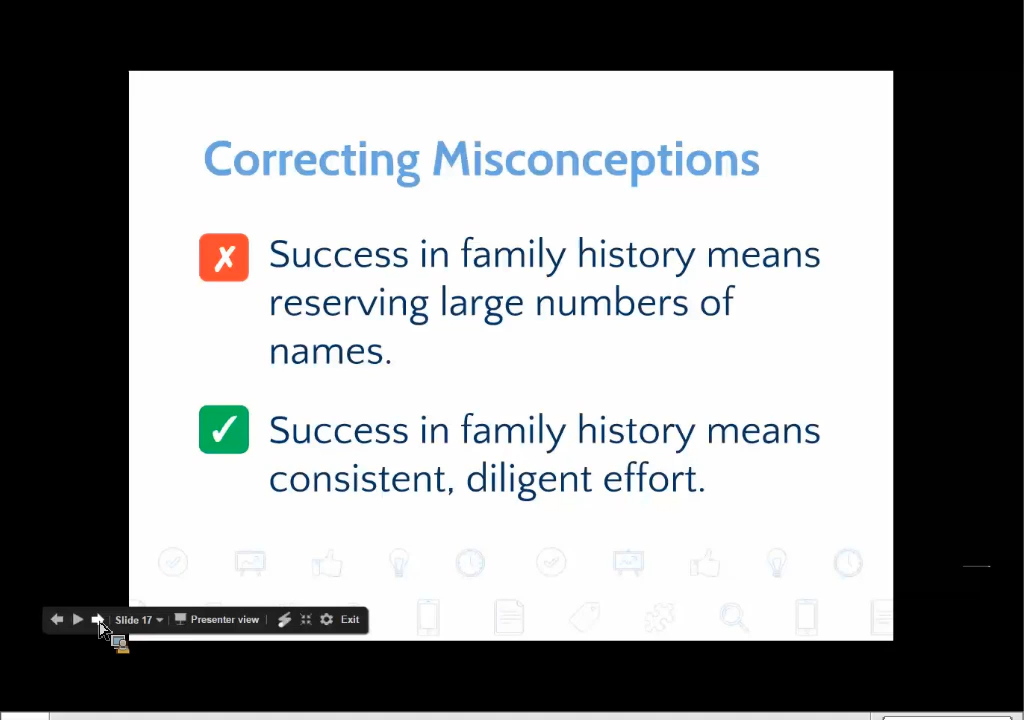 Correcting Misconceptions
✗ Success in family history means
reserving large numbers of
names.
✓ Success in family history means
consistent, diligent effort.
Slide 17 Presenter view Exit